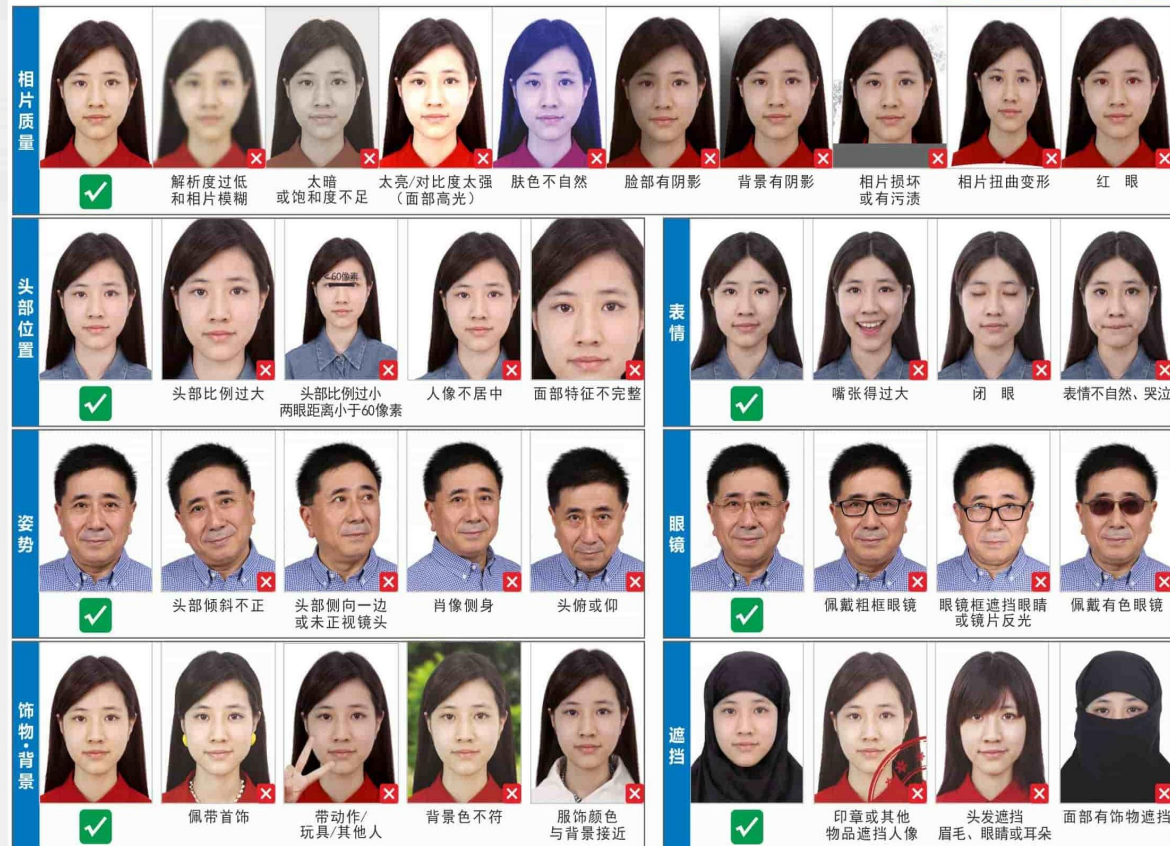 相片质量
解析度过低
和相片模糊
太暗
或饱和度不足
太亮/对比度太强
（面部高光）
肤色不自然
脸部有阴影
背景有阴影
相片损坏
或有污渍
相片扭曲变形
红 眼
头部位置
头部比例过大
<60像素
头部比例过小
两眼距离小于60像素
人像不居中
面部特征不完整
表情
嘴张得过大
闭 眼
表情不自然、哭泣
姿势
头部倾斜不正
头部侧向一边
或未正视镜头
肖像侧身
头俯或仰
眼镜
佩戴粗框眼镜
眼镜框遮挡眼睛
或镜片反光
佩戴有色眼镜
饰物·背景
佩带首饰
带动作/
玩具/其他人
背景色不符
服饰颜色
与背景接近
遮挡
印章或其他
物品遮挡人像
头发遮挡
眉毛、眼睛或耳朵
面部有饰物遮挡